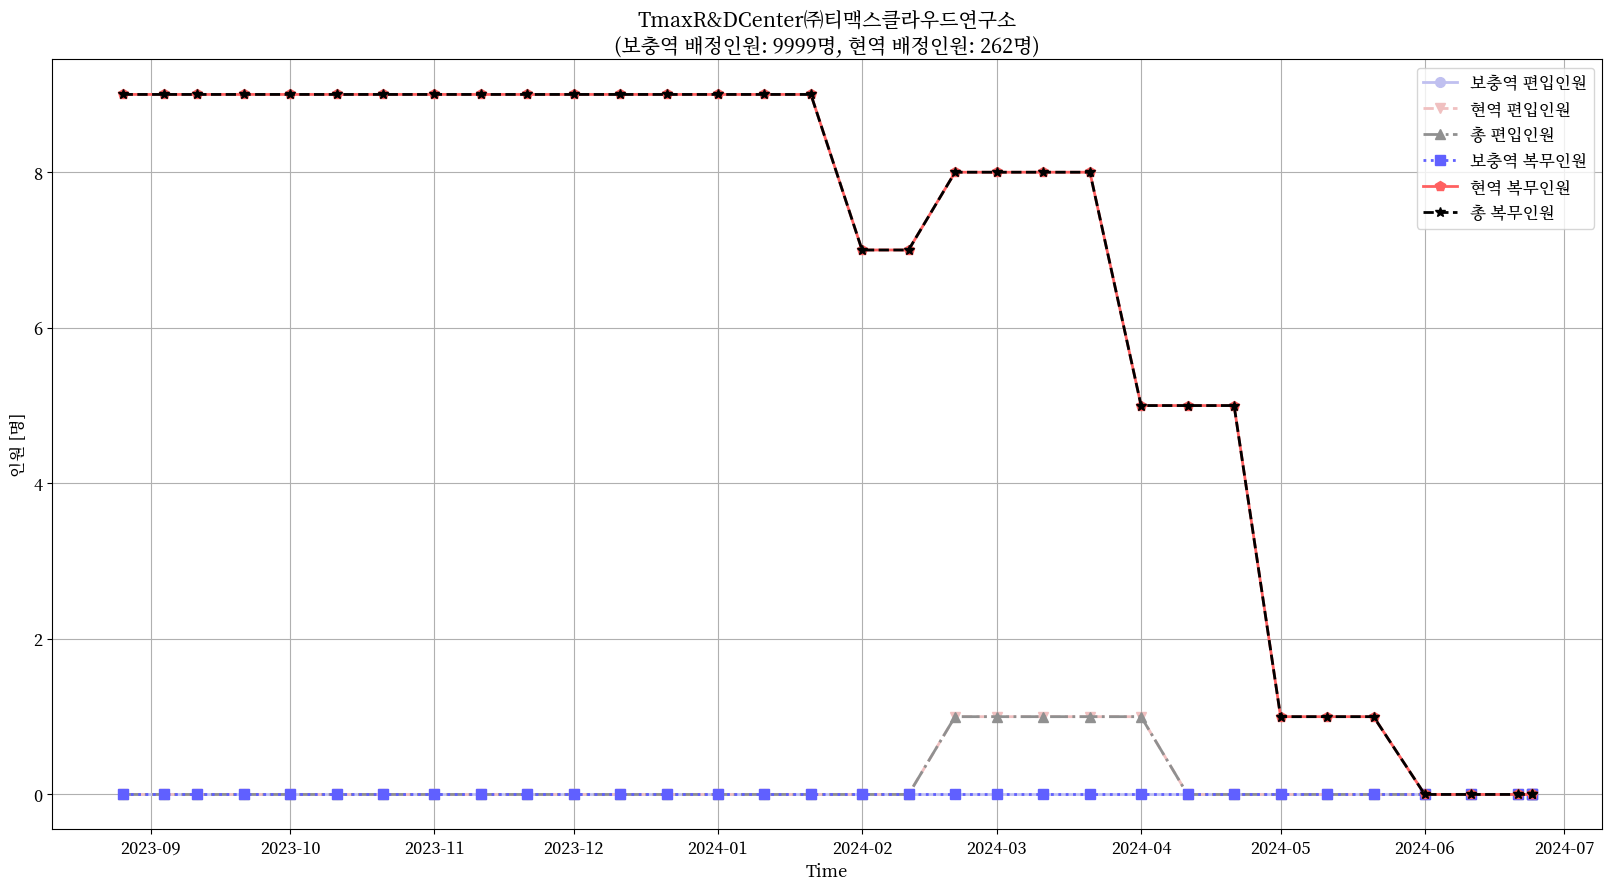 TmaxR&DCenter㈜티맥스클라우드연구소
(보충역 배정인원: 9999명, 현역 배정인원: 262명)
보충역 편입인원
현역 편입인원
총 편입인원
보충역 복무인원
현역 복무인원
총 복무인원
인원 [명]
8
6
4
2
0
2023-09
2023-10
2023-11
2023-12
2024-01
2024-02
2024-03
2024-04
2024-05
2024-06
2024-07
Time